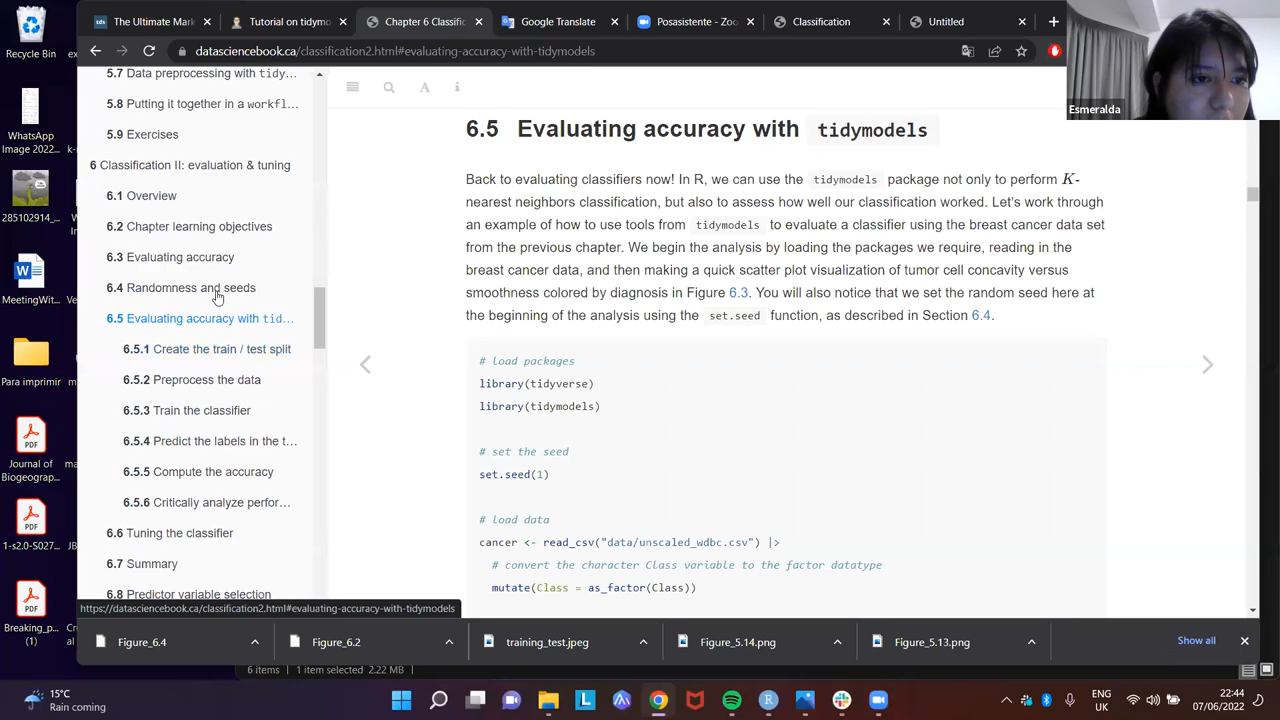 Recycle Bin
WhatsApp
Image 2022...
285102914_...
MeetingWit...
Para imprimir
Journal of
Biogeograp...
1-s2.0-S027...
Breaking_p...
(1)
The Ultimate Mark
Tutorial on tidymo
Chapter 6 Classific
Google Translate
Posasistente - Zoo
Classification
Untitled
datasciencebook.ca/classification2.html#evaluating-accuracy-with-tidymodels
Esmeralda
5.7 Data preprocessing with tidy...
5.8 Putting it together in a workfl...
5.9 Exercises
6 Classification II: evaluation & tuning
6.1 Overview
6.2 Chapter learning objectives
6.3 Evaluating accuracy
6.4 Randomness and seeds
6.5 Evaluating accuracy with tid...
6.5.1 Create the train / test split
6.5.2 Preprocess the data
6.5.3 Train the classifier
6.5.4 Predict the labels in the t...
6.5.5 Compute the accuracy
6.5.6 Critically analyze perfor...
6.6 Tuning the classifier
6.7 Summary
6.8 Predictor variable selection
https://datasciencebook.ca/classification2.html#evaluating-accuracy-with-tidymodels
6.5 Evaluating accuracy with tidymodels
Back to evaluating classifiers now! In R, we can use the tidymodels package not only to perform K-
nearest neighbors classification, but also to assess how well our classification worked. Let's work through
an example of how to use tools from tidymodels to evaluate a classifier using the breast cancer data set
from the previous chapter. We begin the analysis by loading the packages we require, reading in the
breast cancer data, and then making a quick scatter plot visualization of tumor cell concavity versus
smoothness colored by diagnosis in Figure 6.3. You will also notice that we set the random seed here at
the beginning of the analysis using the set.seed function, as described in Section 6.4.
# load packages
library(tidyverse)
library(tidymodels)
# set the seed
set.seed(1)
# load data
cancer <- read_csv("data/unscaled_wdbc.csv") |>
# convert the character Class variable to the factor datatype
mutate(Class = as_factor(Class))
Figure_6.4
Figure_6.2
training_test.jpeg
Figure_5.14.png
Figure_5.13.png
Show all
6 items 1 item selected 2.22 MB
15°C
Rain coming
ENG
UK
22:44
07/06/2022